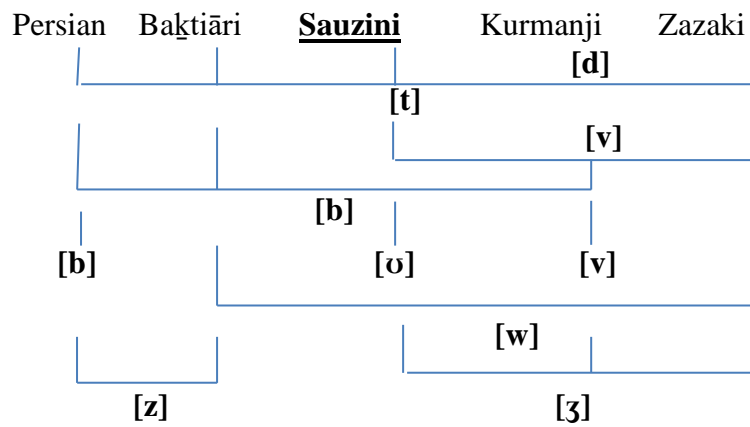 Persian Baḵtiāri Sauzini Kurmanji Zazaki
[d]
[t]
[v]
[b]
[b] [ʊ] [v]
[w]
[z] [ʒ]